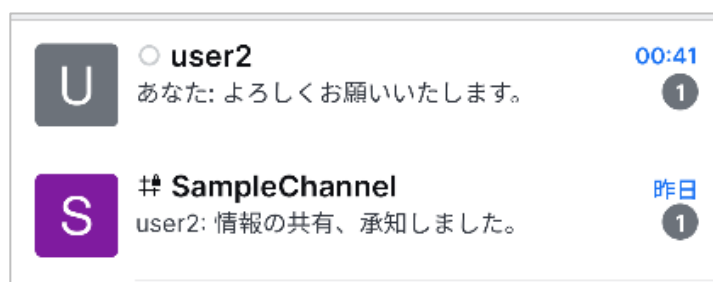 U
user2
00:41
あなた: よろしくお願いいたします。
1
S
SampleChannel
昨日
user2: 情報の共有、承知しました。
1